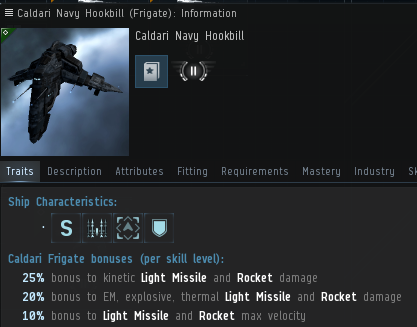 Caldari Navy Hookbill (Frigate): Information
Caldari Navy Hookbill
II
Traits Description Attributes Fitting Requirements Mastery Industry Sk
Ship Characteristics:
S
Caldari Frigate bonuses (per skill level):
25% bonus to kinetic Light Missile and Rocket damage
20% bonus to EM, explosive, thermal Light Missile and Rocket damage
10% bonus to Light Missile and Rocket max velocity